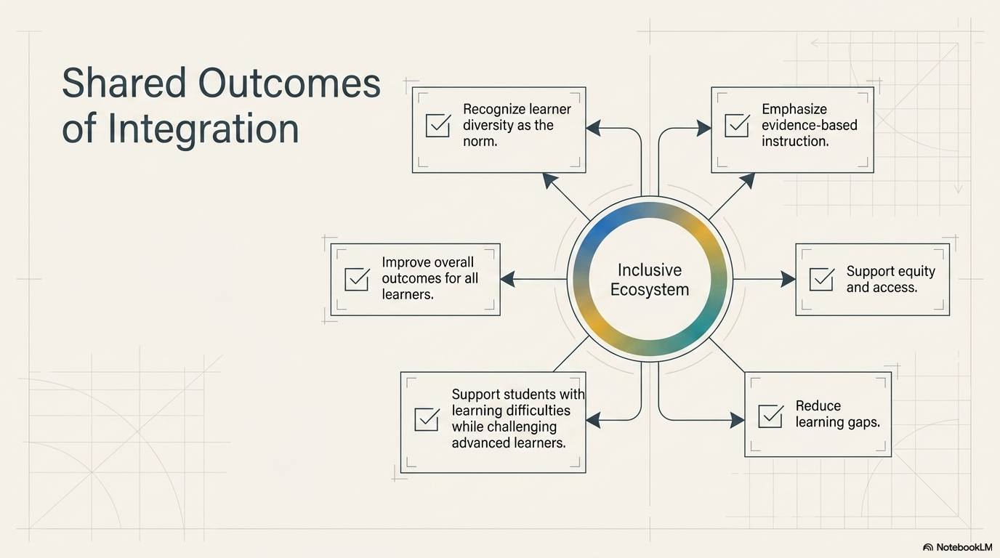 Shared Outcomes
of Integration
Recognize learner
diversity as the
norm.
Emphasize
evidence-based
instruction.
Improve overall
outcomes for all
learners.
Inclusive
Ecosystem
Support equity
and access.
Support students with
learning difficulties
while challenging
advanced learners.
Reduce
learning gaps.
NotebookLM